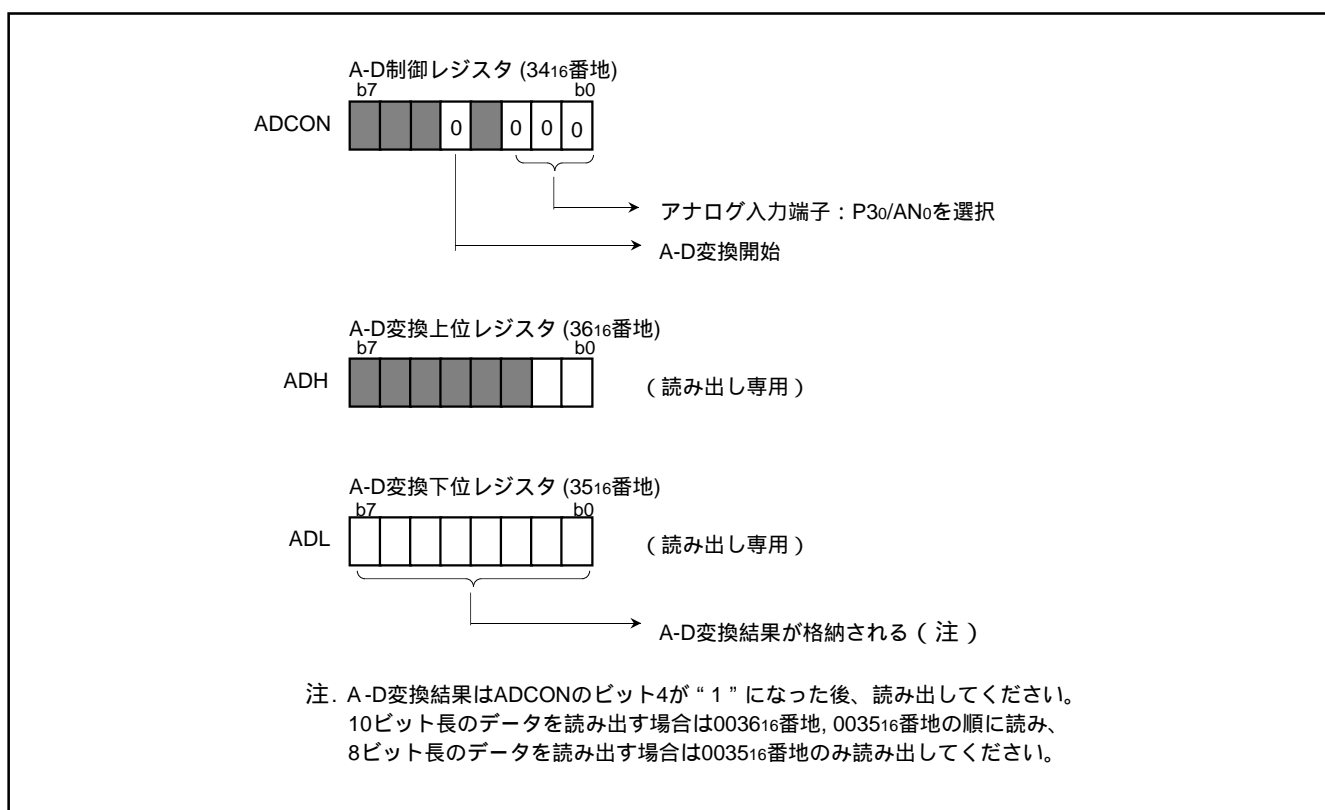 A-D制御レジスタ (3416番地)
b7 b0
ADCON 0 0 0 0
アナログ入力端子：P30/AN0を選択
A-D変換開始
A-D変換上位レジスタ (3616番地)
b7 b0
ADH （読み出し専用）
A-D変換下位レジスタ (3516番地)
b7 b0
ADL （読み出し専用）
A-D変換結果が格納される（注）
注. A-D変換結果はADCONのビット4が“1”になった後、読み出してください。
10ビット長のデータを読み出す場合は003616番地, 003516番地の順に読み、
8ビット長のデータを読み出す場合は003516番地のみ読み出してください。